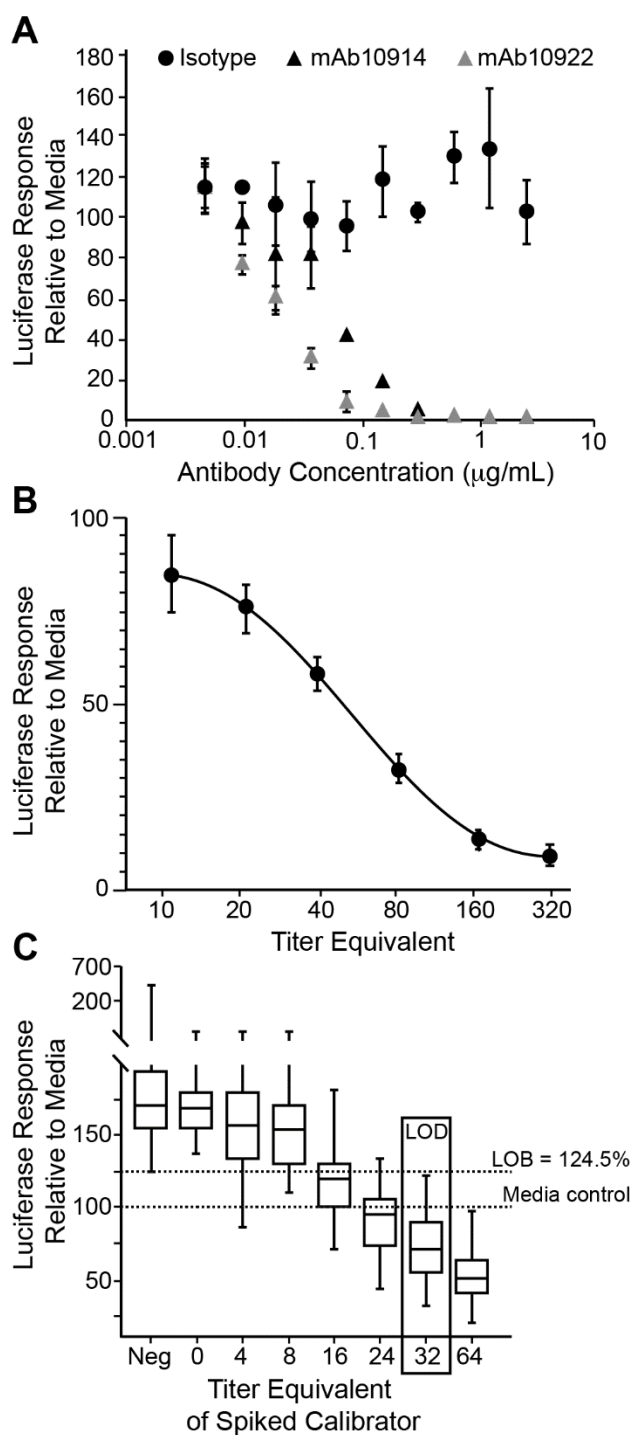 A
Isotype mAb10914 mAb10922
Luciferase Response
Relative to Media
180
160
140
120
100
80
60
40
20
0
0.001 0.01 0.1 1 10
Antibody Concentration (μg/mL)
B
Luciferase Response
Relative to Media
100
50
0
10 20 40 80 160 320
Titer Equivalent
C
Luciferase Response
Relative to Media
700
200
150
100
50
LOD
LOB = 124.5%
Media control
Neg 0 4 8 16 24 32 64
Titer Equivalent
of Spiked Calibrator